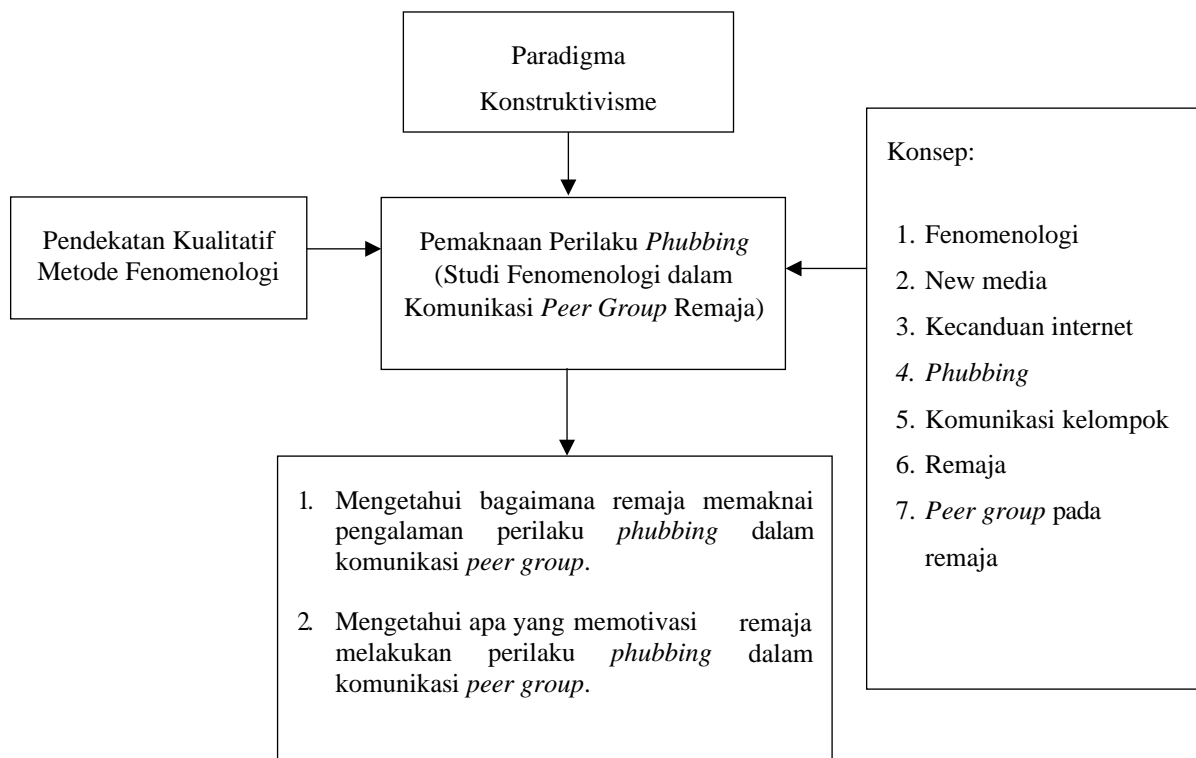 Paradigma
Konstruktivisme
Pendekatan Kualitatif
Metode Fenomenologi
Pemaknaan Perilaku Phubbing
(Studi Fenomenologi dalam
Komunikasi Peer Group Remaja)
Konsep:
1. Fenomenologi
2. New media
3. Kecanduan internet
4. Phubbing
5. Komunikasi kelompok
6. Remaja
7. Peer group pada
remaja
1. Mengetahui bagaimana remaja memaknai
pengalaman perilaku phubbing dalam
komunikasi peer group.
2. Mengetahui apa yang memotivasi remaja
melakukan perilaku phubbing dalam
komunikasi peer group.